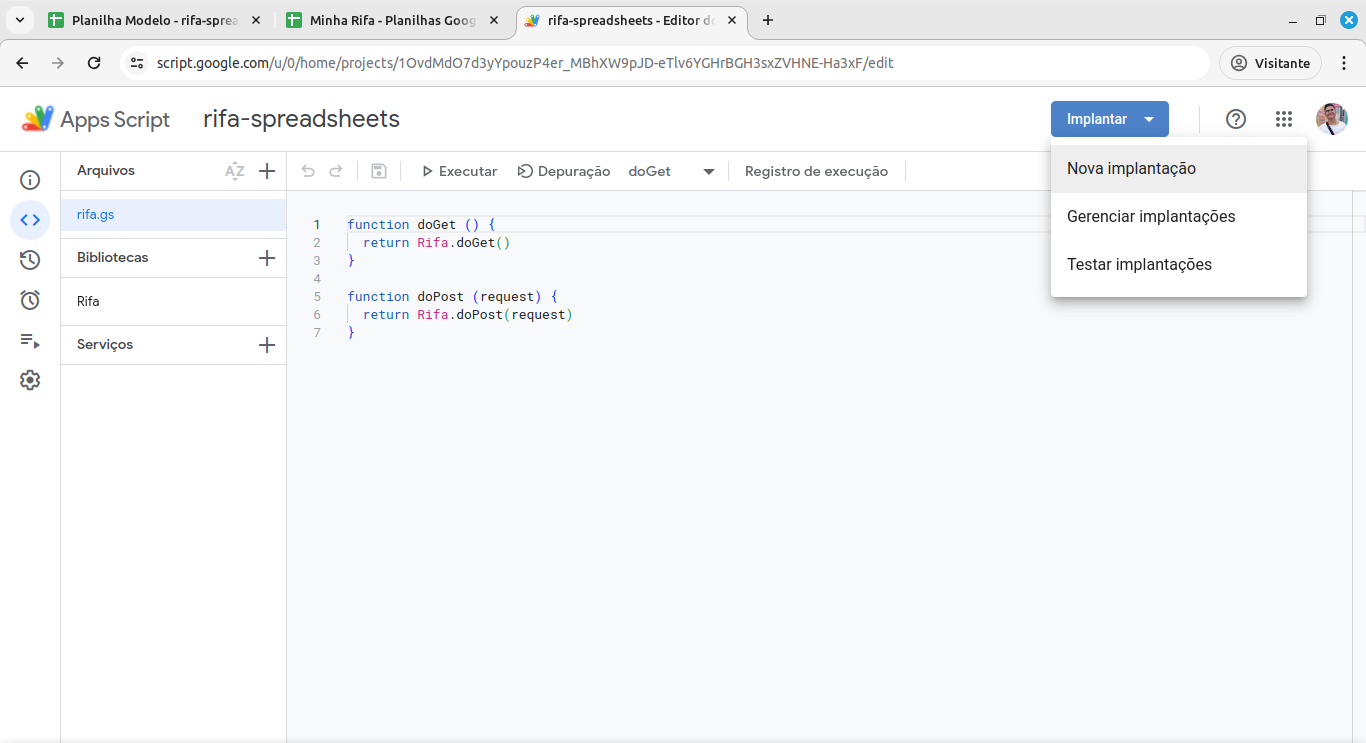 Planilha Modelo - rifa-sprea
Minha Rifa - Planilhas Goog
rifa-spreadsheets - Editor do
script.google.com/u/0/home/projects/1OvdMdO7d3yYpouzP4er_MBhXW9pJD-eTlv6YGHrBGH3sxZVHNE-Ha3xF/edit
Visitante
Apps Script
rifa-spreadsheets
Implantar
Nova implantação
Gerenciar implantações
Testar implantações
Arquivos
AZ
Executar
Depuração
doGet
Registro de execução
rifa.gs
Bibliotecas
Rifa
Serviços
1 function doGet () {
2 return Rifa.doGet()
3 }
4
5 function doPost (request) {
6 return Rifa.doPost(request)
7 }